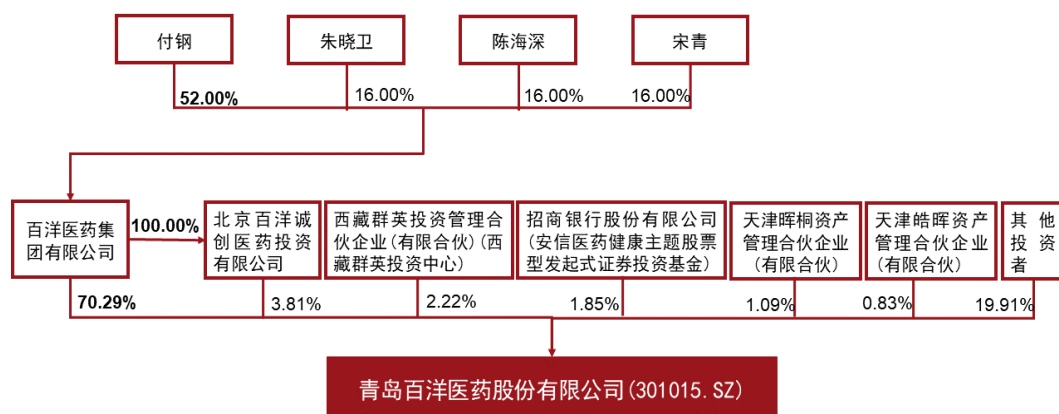 付钢
朱晓卫
陈海深
宋青
52.00%
16.00%
16.00%
16.00%
百洋医药集
团有限公司
100.00%
北京百洋诚
创医药投资
有限公司
西藏群英投资管理合
伙企业(有限合伙)(西
藏群英投资中心)
招商银行股份有限公司
(安信医药健康主题股票
型发起式证券投资基金)
天津晖桐资产
管理合伙企业
(有限合伙)
天津皓晖资产
管理合伙企业
(有限合伙)
其他
投资
者
70.29%
3.81%
2.22%
1.85%
1.09%
0.83%
19.91%
青岛百洋医药股份有限公司(301015.SZ)